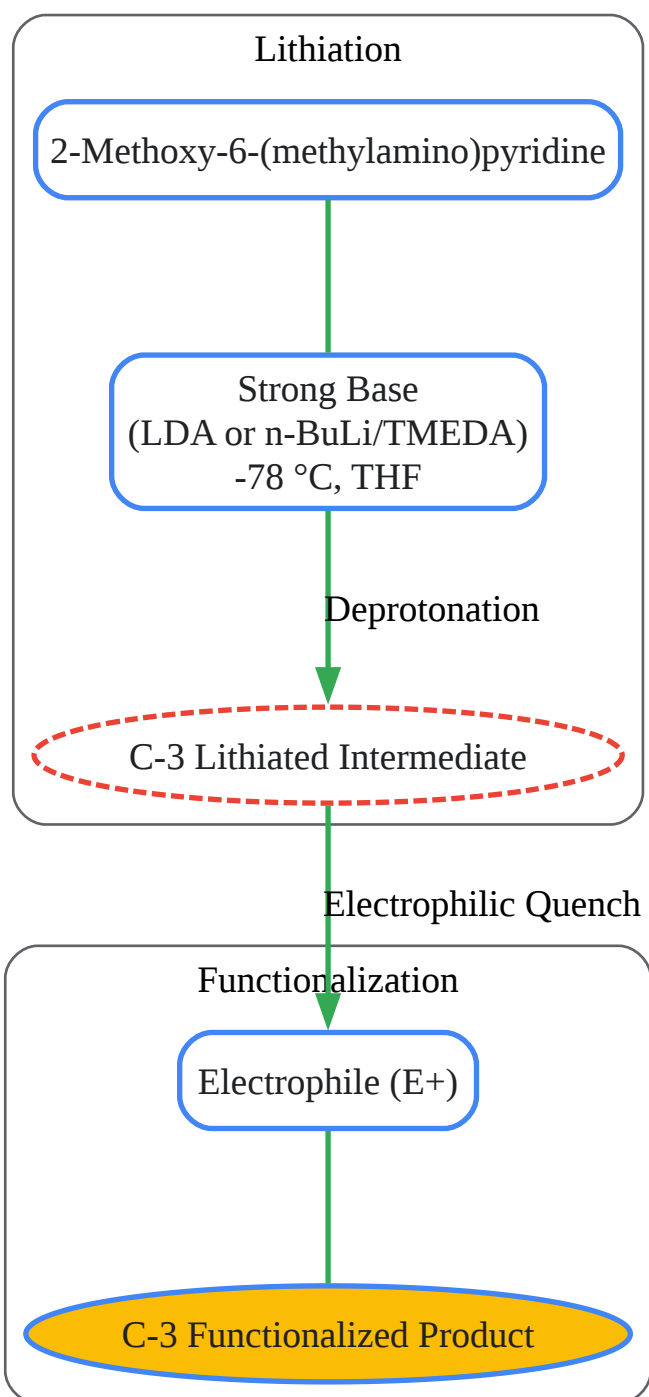 Lithiation
2-Methoxy-6-(methylamino)pyridine
Strong Base
(LDA or n-BuLi/TMEDA)
-78 °C, THF
Deprotonation
C-3 Lithiated Intermediate
Electrophilic Quench
Functionalization
Electrophile (E+)
C-3 Functionalized Product